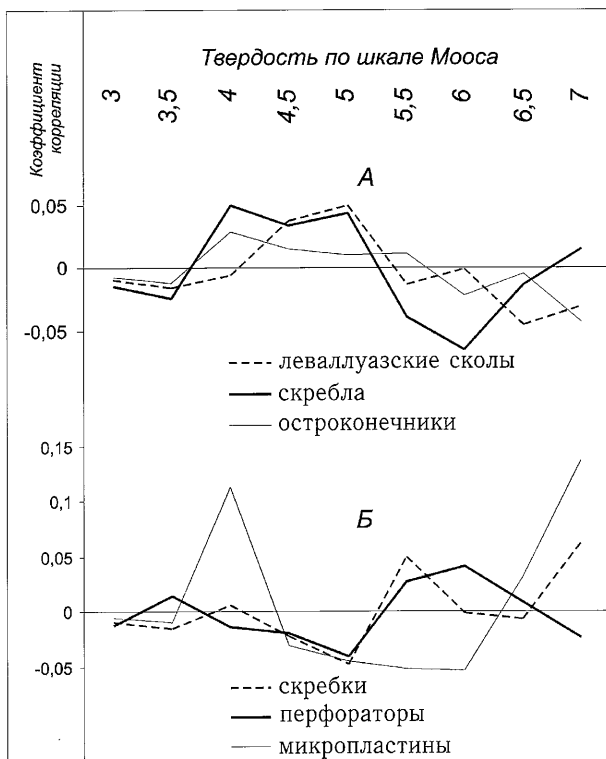 Твердость по шкале Мооса
Коэффициент
корреляции
3 3,5 4 4,5 5 5,5 6 6,5 7
А
0,05
0
-0,05
леваллуазские сколы
скребла
остроконечники
0,15
0,1
Б
0,05
0
-0,05
скребки
перфораторы
микропластины